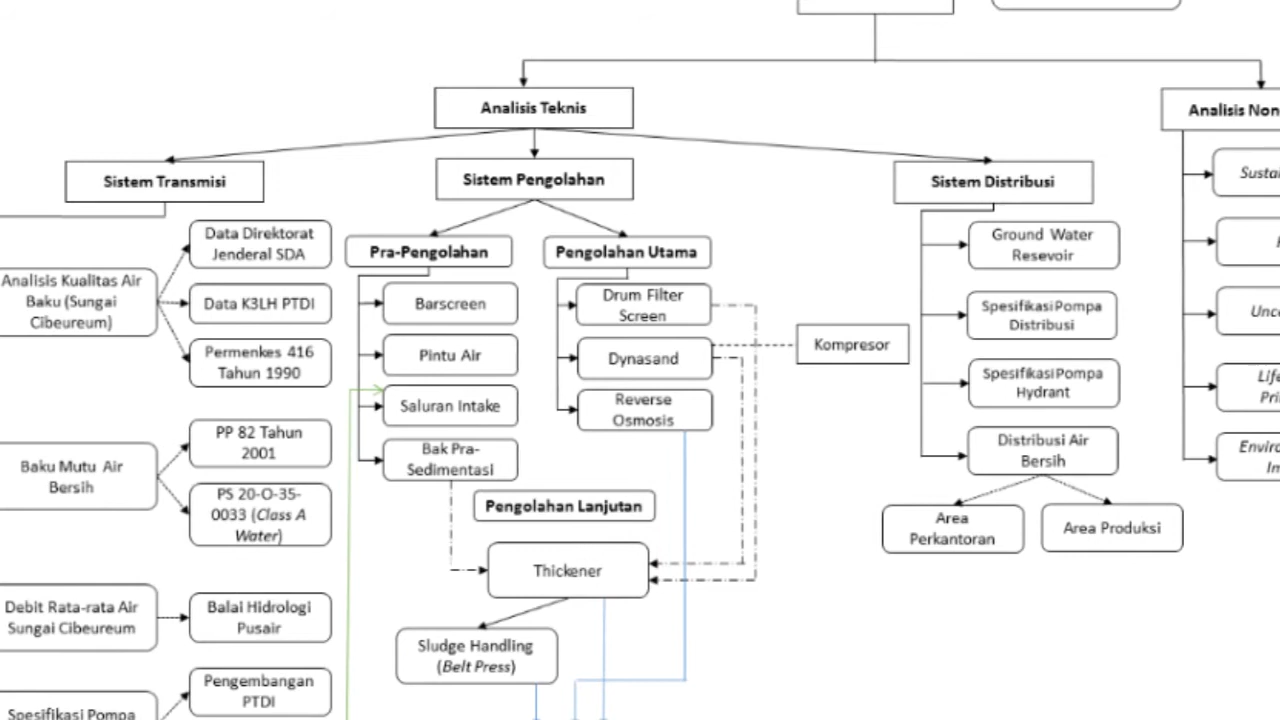 Analisis Teknis
Analisis Non
Sistem Transmisi
Sistem Pengolahan
Sistem Distribusi
Data Direktorat
Jenderal SDA
Analisis Kualitas Air
Baku (Sungai
Cibeureum)
Data K3LH PTDI
Permenkes 416
Tahun 1990
Baku Mutu Air
Bersih
PP 82 Tahun
2001
PS 20-O-35-
0033 (Class A
Water)
Debit Rata-rata Air
Sungai Cibeureum
Balai Hidrologi
Pusair
Pengembangan
PTDI
Spesifikasi Pompa
Pra-Pengolahan
Barscreen
Pintu Air
Saluran Intake
Bak Pra-
Sedimentasi
Pengolahan Utama
Drum Filter
Screen
Dynasand
Reverse
Osmosis
Kompresor
Pengolahan Lanjutan
Thickener
Sludge Handling
(Belt Press)
Ground Water
Resevoir
Spesifikasi Pompa
Distribusi
Spesifikasi Pompa
Hydrant
Distribusi Air
Bersih
Area
Perkantoran
Area Produksi
Sustai
Unce
Life
Pri
Enviro
Im